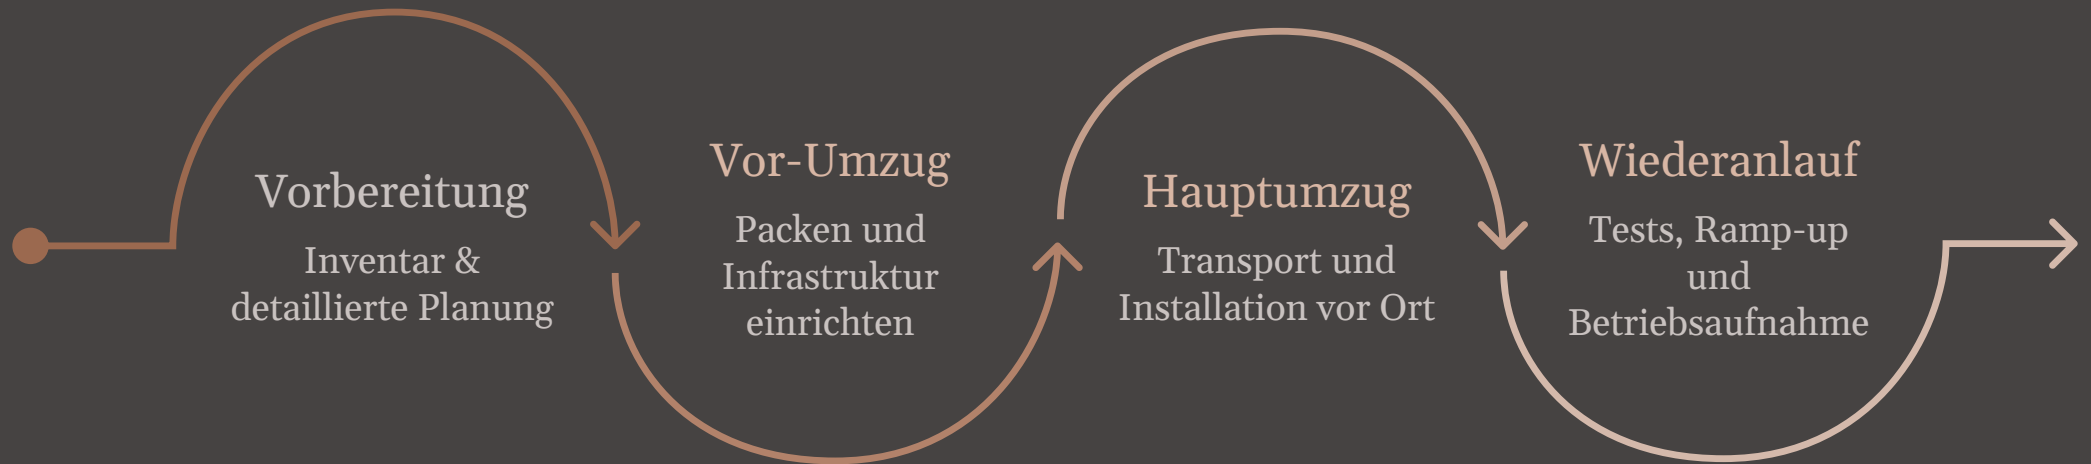 Vorbereitung
Inventar &
detaillierte Planung
Vor-Umzug
Packen und
Infrastruktur
einrichten
Hauptumzug
Transport und
Installation vor Ort
Wiederanlauf
Tests, Ramp-up
und
Betriebsaufnahme